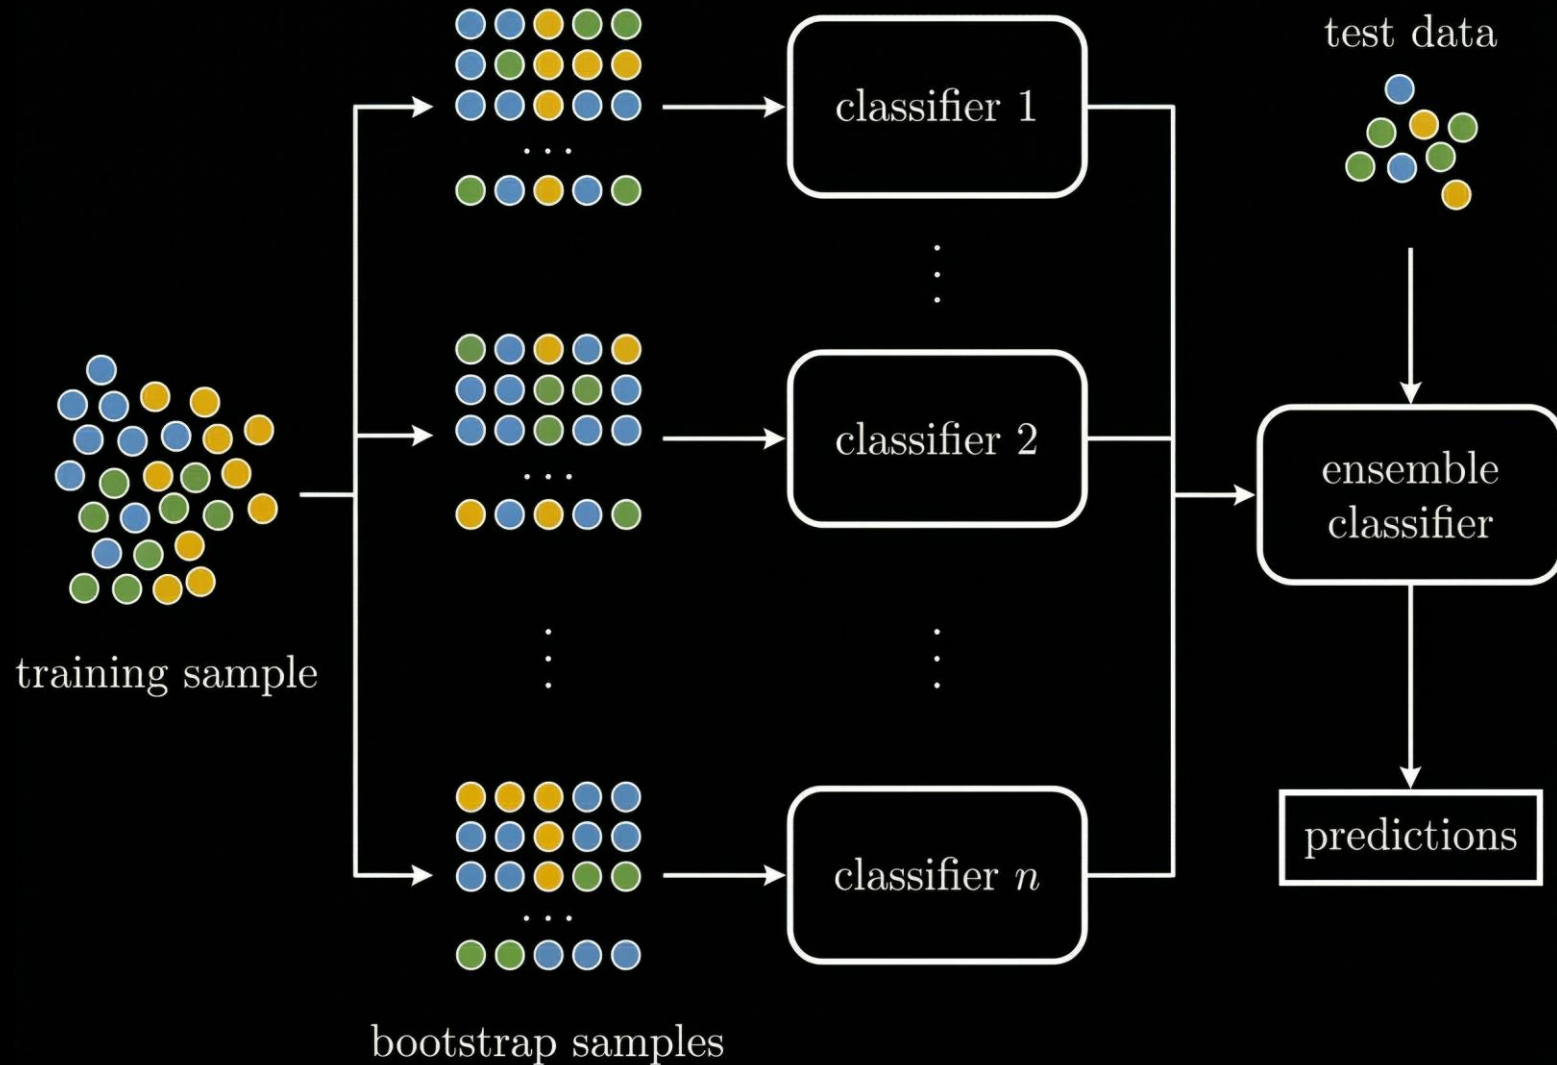 test data
classifier 1
classifier 2
ensemble
classifier
training sample
predictions
classifier n
bootstrap samples